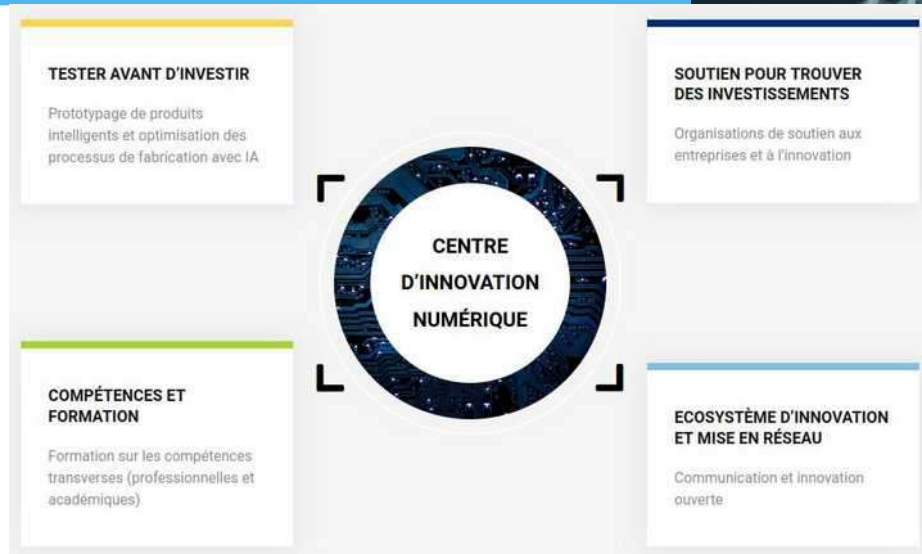 TESTER AVANT D'INVESTIR
Prototypage de produits
intelligents et optimisation des
processus de fabrication avec IA
SOUTIEN POUR TROUVER
DES INVESTISSEMENTS
Organisations de soutien aux
entreprises et à l'innovation
CENTRE
D'INNOVATION
NUMÉRIQUE
COMPÉTENCES ET
FORMATION
Formation sur les compétences
transverses (professionnelles et
académiques)
ECOSYSTÈME D'INNOVATION
ET MISE EN RÉSEAU
Communication et innovation
ouverte